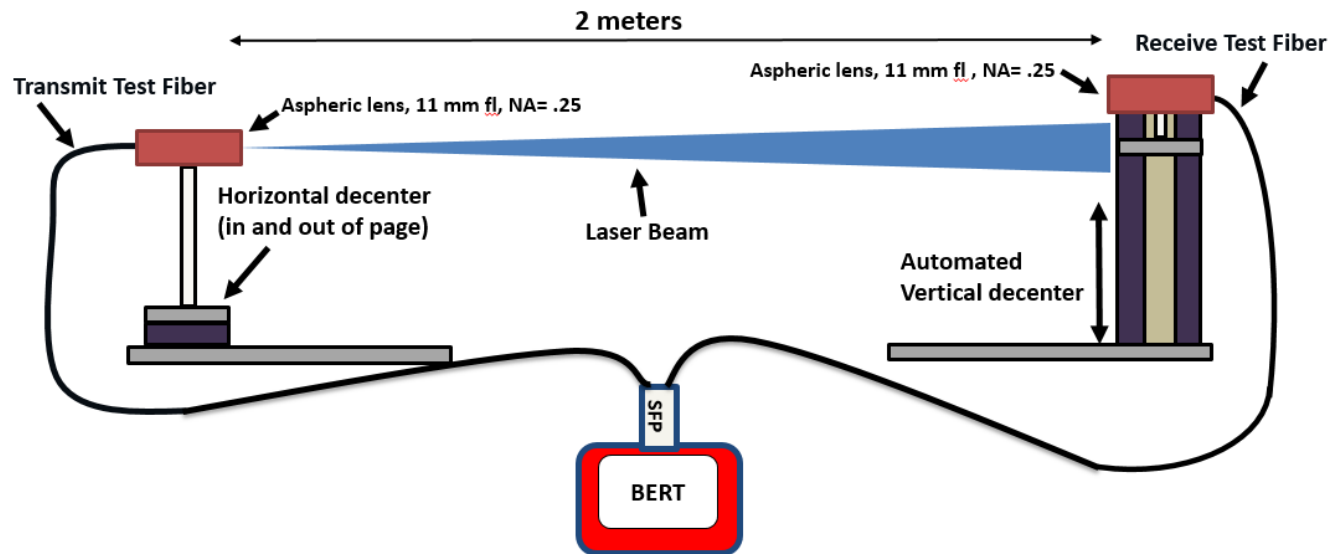 2 meters
Receive Test Fiber
Aspheric lens, 11 mm fl , NA= .25
Transmit Test Fiber
Aspheric lens, 11 mm fl, NA= .25
Horizontal decenter
(in and out of page)
Laser Beam
Automated
Vertical decenter
SFP
BERT